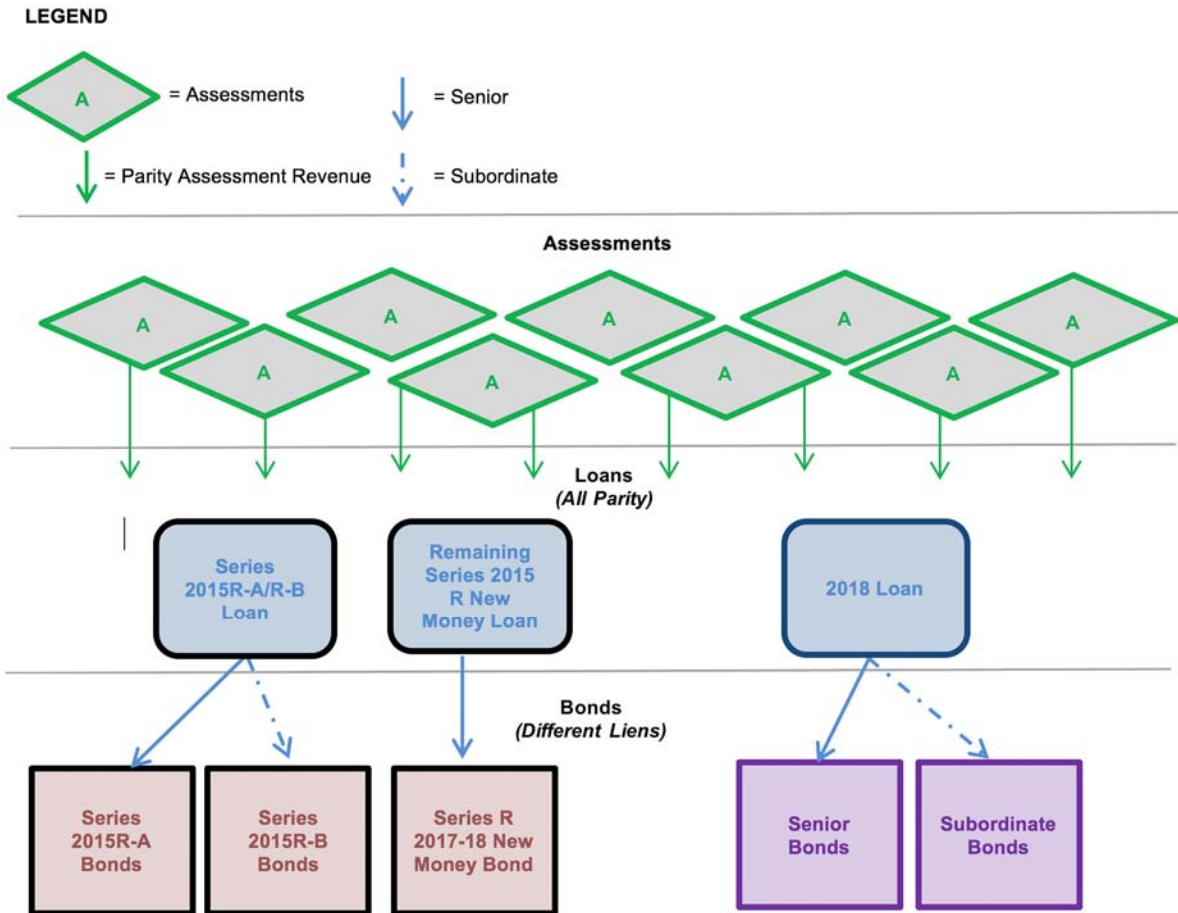 LEGEND
A
= Assessments
= Senior
= Parity Assessment Revenue
= Subordinate
Assessments
A
A
A
A
A
A
A
A
A
Loans
(All Parity)
Series
2015R-A/R-B
Loan
Remaining
Series 2015
R New
Money Loan
2018 Loan
Bonds
(Different Liens)
Series
2015R-A
Bonds
Series
2015R-B
Bonds
Series R
2017-18 New
Money Bond
Senior
Bonds
Subordinate
Bonds